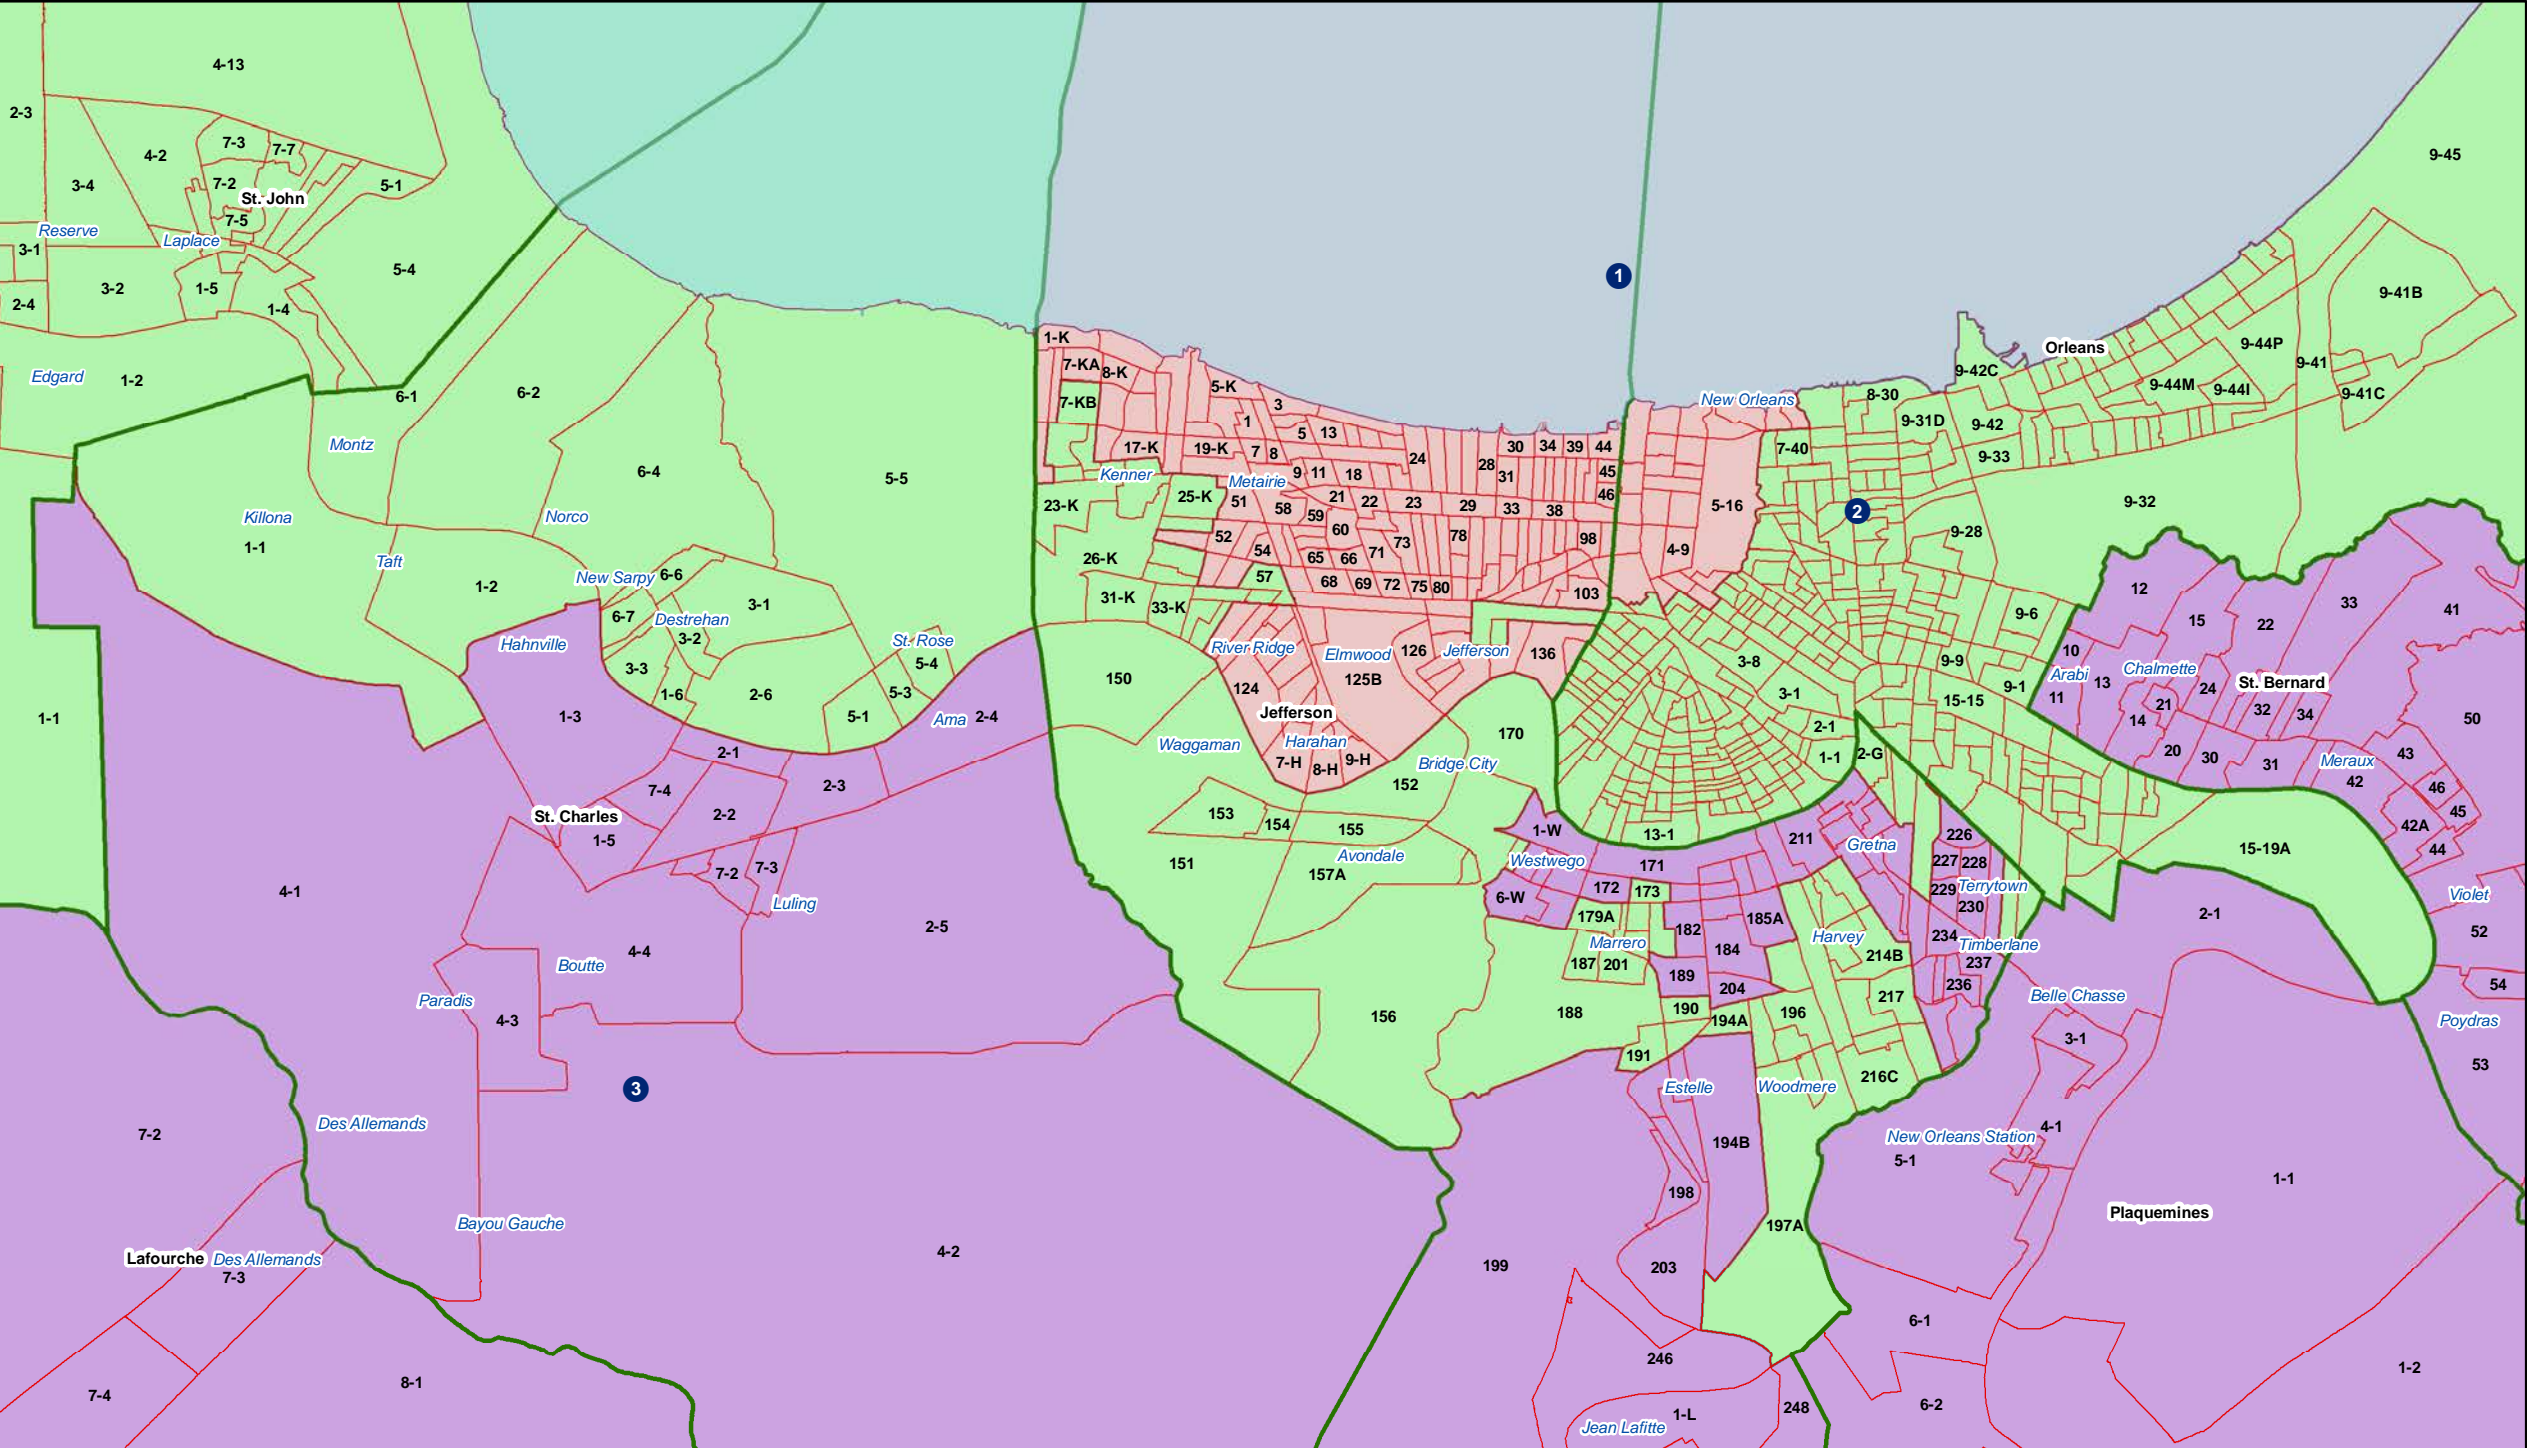 4-13
2-3
9-45
7-3
7-7
4-2
3-4
7-2
5-1
St. John
7-5
Reserve
Laplace
3-1
5-4
1
3-2
1-5
9-41B
2-4
1-4
1-K
Orleans
9-44P
7-KA
8-K
9-42C
9-41
Edgard
1-2
5-K
9-44M
9-44I
6-1
6-2
7-KB
3
New Orleans
8-30
9-41C
1
9-31D
9-42
Montz
5
13
17-K
19-K
7
8
30
34
39
44
7-40
24
9-33
6-4
5-5
Kenner
Metairie
9
11
18
28
31
45
25-K
51
21
22
23
29
33
38
46
5-16
9-32
23-K
58
59
2
Killona
Norco
60
1-1
52
54
73
78
98
9-28
4-9
Taft
26-K
65
66
71
New Sarpy
6-6
57
68
69
72
75
80
103
1-2
12
3-1
31-K
33-K
33
41
6-7
Destrehan
9-6
15
22
Hahnville
3-2
St. Rose
River Ridge
Elmwood
126
Jefferson
136
10
3-3
5-4
3-8
9-9
Arabi
Chalmette
1-6
2-6
5-3
150
124
125B
3-1
9-1
11
13
24
St. Bernard
1-1
1-3
5-1
Ama
2-4
Jefferson
15-15
21
32
34
50
14
2-1
170
2-1
Waggaman
Harahan
7-H
8-H
9-H
Bridge City
1-1
2-G
20
30
31
Meraux
43
7-4
2-3
152
42
46
St. Charles
2-2
153
154
155
1-W
13-1
211
Gretna
226
42A
45
1-5
15-19A
44
4-1
7-2
7-3
151
Avondale
157A
Westwego
171
227
228
6-W
172
173
229
Terrytown
Violet
Luling
179A
185A
230
2-1
2-5
182
52
4-4
Marrero
184
Harvey
234
Timberlane
Boutte
187
201
214B
237
189
204
236
54
Paradis
217
Belle Chasse
4-3
156
188
190
194A
196
Poydras
3-1
191
53
3
Estelle
Woodmere
216C
Des Allemands
7-2
194B
4-1
New Orleans Station
5-1
198
1-1
Plaquemines
Bayou Gauche
197A
Lafourche
Des Allemands
7-3
4-2
199
203
6-1
246
1-2
8-1
7-4
6-2
1-L
248
Jean Lafitte